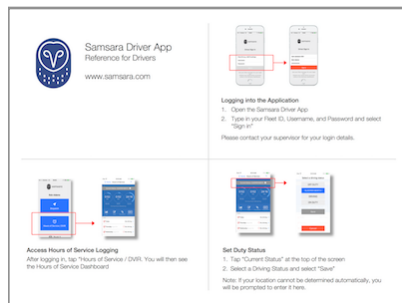 Samsara Driver App
Reference for Drivers
www.samsara.com
Logging into the Application
1. Open the Samsara Driver App
2. Type in your Fleet ID, Username, and Password and select
"Sign in"
Please contact your supervisor for your login details.
Access Hours of Service Logging
After logging in, tap "Hours of Service / DVIR. You will then see
the Hours of Service Dashboard
Set Duty Status
1. Tap "Current Status" at the top of the screen
2. Select a Driving Status and select "Save"
Note: If your location cannot be determined automatically, you
will be prompted to enter it here.